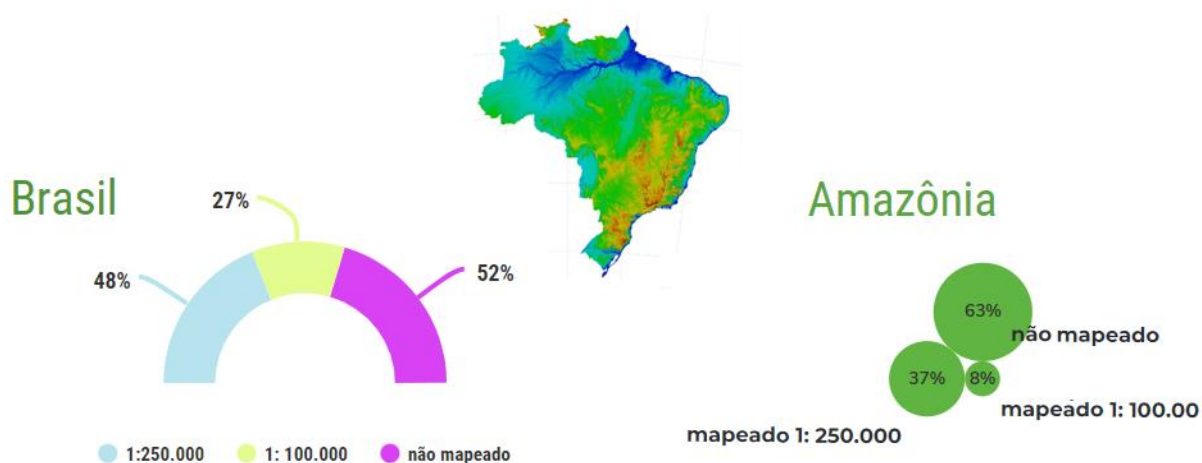 Brasil
27%
48%
52%
1:250.000
1: 100.000
não mapeado
Amazônia
63%
não mapeado
37%
8%
mapeado 1: 100.00
mapeado 1: 250.000